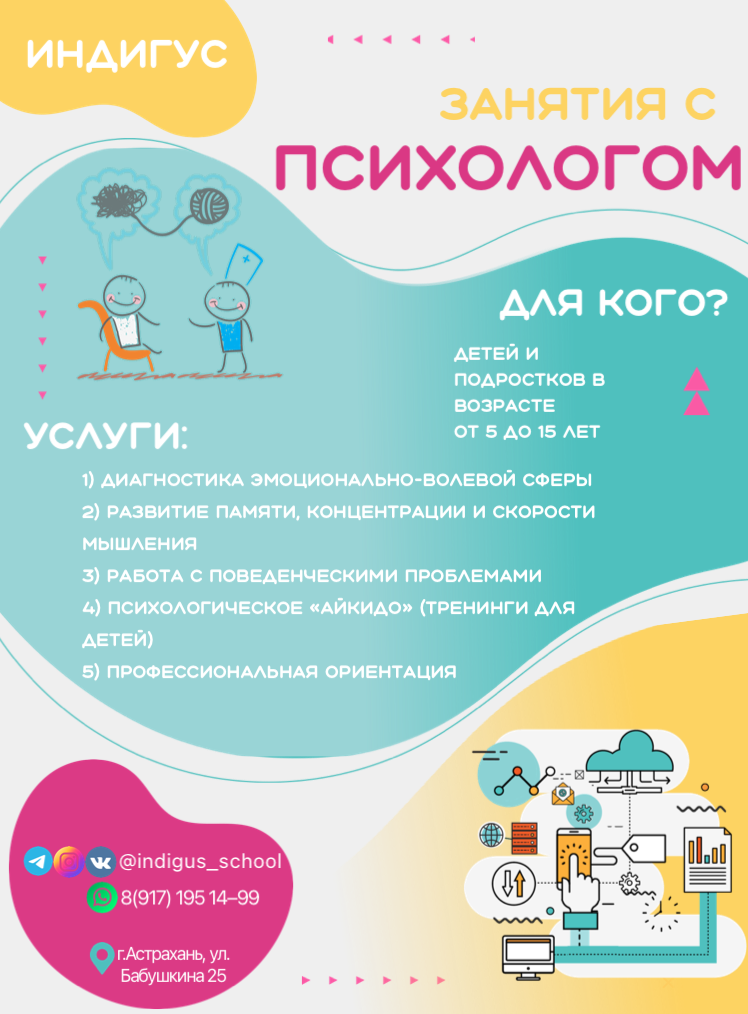 ИНДИГУС
ЗАНЯТИЯ С
ПСИХОЛОГОМ
ДЛЯ КОГО?
ДЕТЕЙ И
ПОДРОСТКОВ В
ВОЗРАСТЕ
ОТ 5 ДО 15 ЛЕТ
УСЛУГИ:
1) ДИАГНОСТИКА ЭМОЦИОНАЛЬНО-ВОЛЕВОЙ СФЕРЫ
2) РАЗВИТИЕ ПАМЯТИ, КОНЦЕНТРАЦИИ И СКОРОСТИ
МЫШЛЕНИЯ
3) РАБОТА С ПОВЕДЕНЧЕСКИМИ ПРОБЛЕМАМИ
4) ПСИХОЛОГИЧЕСКОЕ «АЙКИДО» (ТРЕНИНГИ ДЛЯ
ДЕТЕЙ)
5) ПРОФЕССИОНАЛЬНАЯ ОРИЕНТАЦИЯ
@indigus_school
8(917) 195 14–99
г.Астрахань, ул.
Бабушкина 25